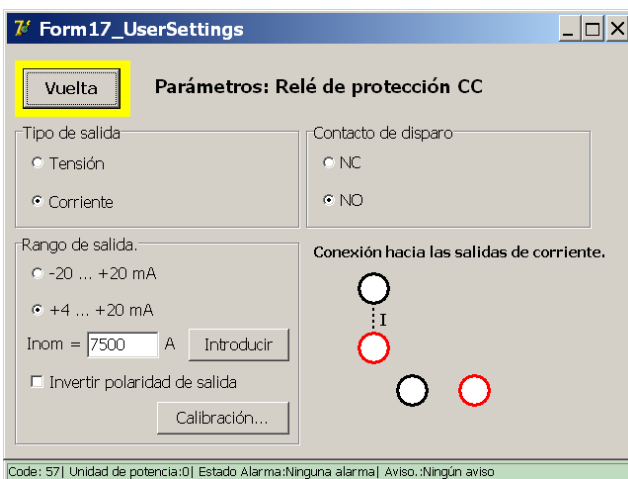 Form17_UserSettings
Vuelta
Parámetros: Relé de protección CC
Tipo de salida
Tensión
Corriente
Contacto de disparo
NC
NO
Rango de salida.
-20 ... +20 mA
+4 ... +20 mA
Inom = 7500 A Introducir
Invertir polaridad de salida
Calibración...
Conexión hacia las salidas de corriente.
I
Code: 57| Unidad de potencia:0| Estado Alarma:Ninguna alarma| Aviso.:Ningún aviso